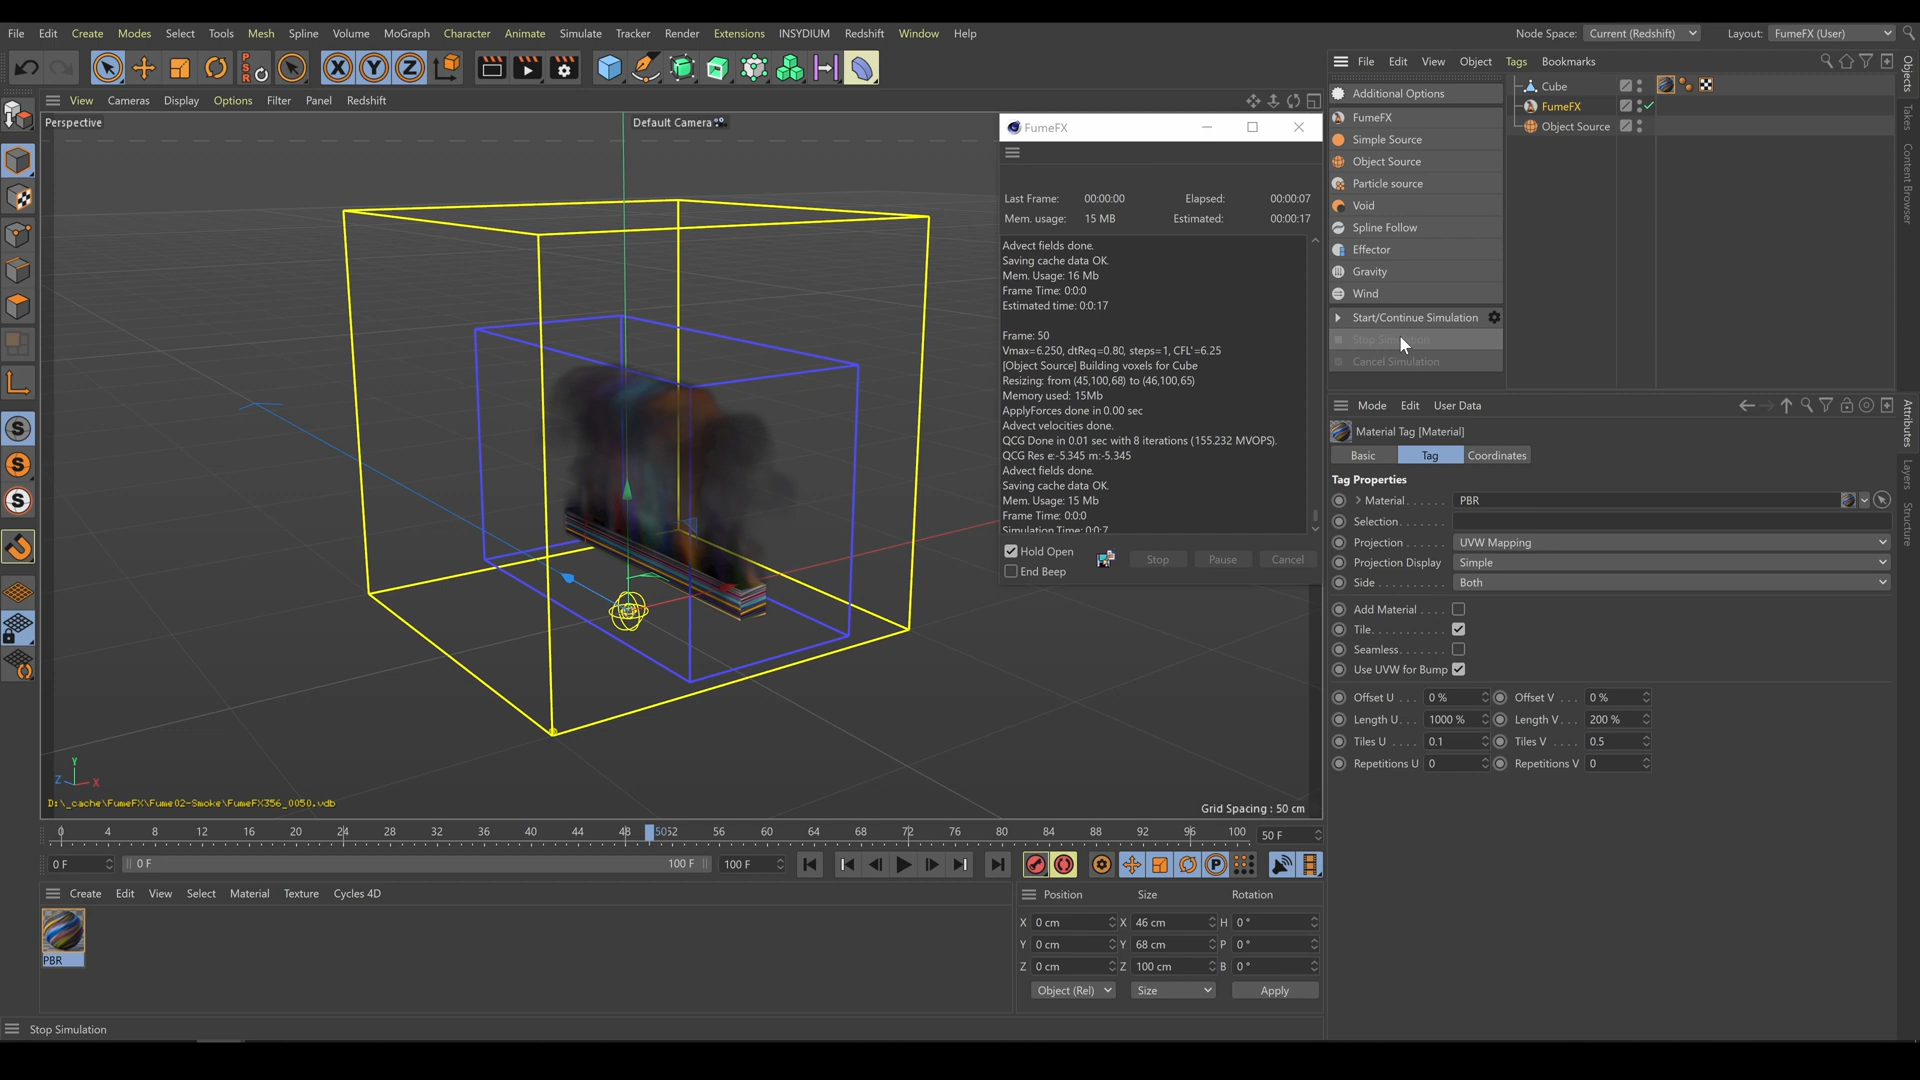 File Edit Create Modes Select Tools Mesh Spline Volume MoGraph Character Animate Simulate Tracker Render Redshift Extensions INSYDIUM Window Help
Node Space: Current (Redshift) Layout: FumeFX (User)
PSR X Y Z
File Edit View Object Tags Bookmarks
View Cameras Display Options Filter Panel Redshift
Perspective
Default Camera
FumeFX
Last Frame: 00:00:00 Elapsed: 00:00:07
Mem. usage: 15 MB Estimated: 00:00:17
Advect fields done.
Saving cache data OK.
Mem. Usage: 16 Mb
Frame Time: 0:0:0
Estimated time: 0:0:17
Frame: 50
Vmax=6.250, dtReq=0.80, steps=1, CFL'=6.25
[Object Source] Building voxels for Cube
Resizing: from (45,100,68) to (46,100,65)
Memory used: 15Mb
ApplyForces done in 0.00 sec
Advect velocities done.
QCG Done in 0.01 sec with 8 iterations (155.232 MVOPS).
QCG Res e:-5.345 m:-5.345
Advect fields done.
Saving cache data OK.
Mem. Usage: 15 Mb
Frame Time: 0:0:0
Simulation Time: 0:0:7
Hold Open
End Beep
Stop Pause Cancel
Additional Options
FumeFX
Simple Source
Object Source
Particle source
Void
Spline Follow
Effector
Gravity
Wind
Start/Continue Simulation
Cancel Simulation
Cube
FumeFX
Object Source
Objects
Takes
Content Browser
Attributes
Layers
Structure
Mode Edit User Data
Material Tag [Material]
Basic Tag Coordinates
Tag Properties
Material . . . . . . PBR
Selection. . . . . . .
Projection . . . . . . UVW Mapping
Projection Display Simple
Side . . . . . . . . . Both
Add Material . . . .
Tile. . . . . . . . . . .
Seamless. . . . . . .
Use UVW for Bump
Offset U . . . 0 % Offset V . . . 0 %
Length U. . . 1000 % Length V. . . 200 %
Tiles U . . . . 0.1 Tiles V . . . . 0.5
Repetitions U 0 Repetitions V 0
S
S
S
Y
Z X
D:\_cache\FumeFX\Fume02-Smoke\FumeFX356_0050.vdb
Grid Spacing : 50 cm
0 4 8 12 16 20 24 28 32 36 40 44 48 50 52 56 60 64 68 72 76 80 84 88 92 96 100 50 F
0 F 0 F 100 F 100 F
P
Create Edit View Select Material Texture Cycles 4D
PBR
Position Size Rotation
X 0 cm X 46 cm H 0 °
Y 0 cm Y 68 cm P 0 °
Z 0 cm Z 100 cm B 0 °
Object (Rel) Size Apply
Stop Simulation